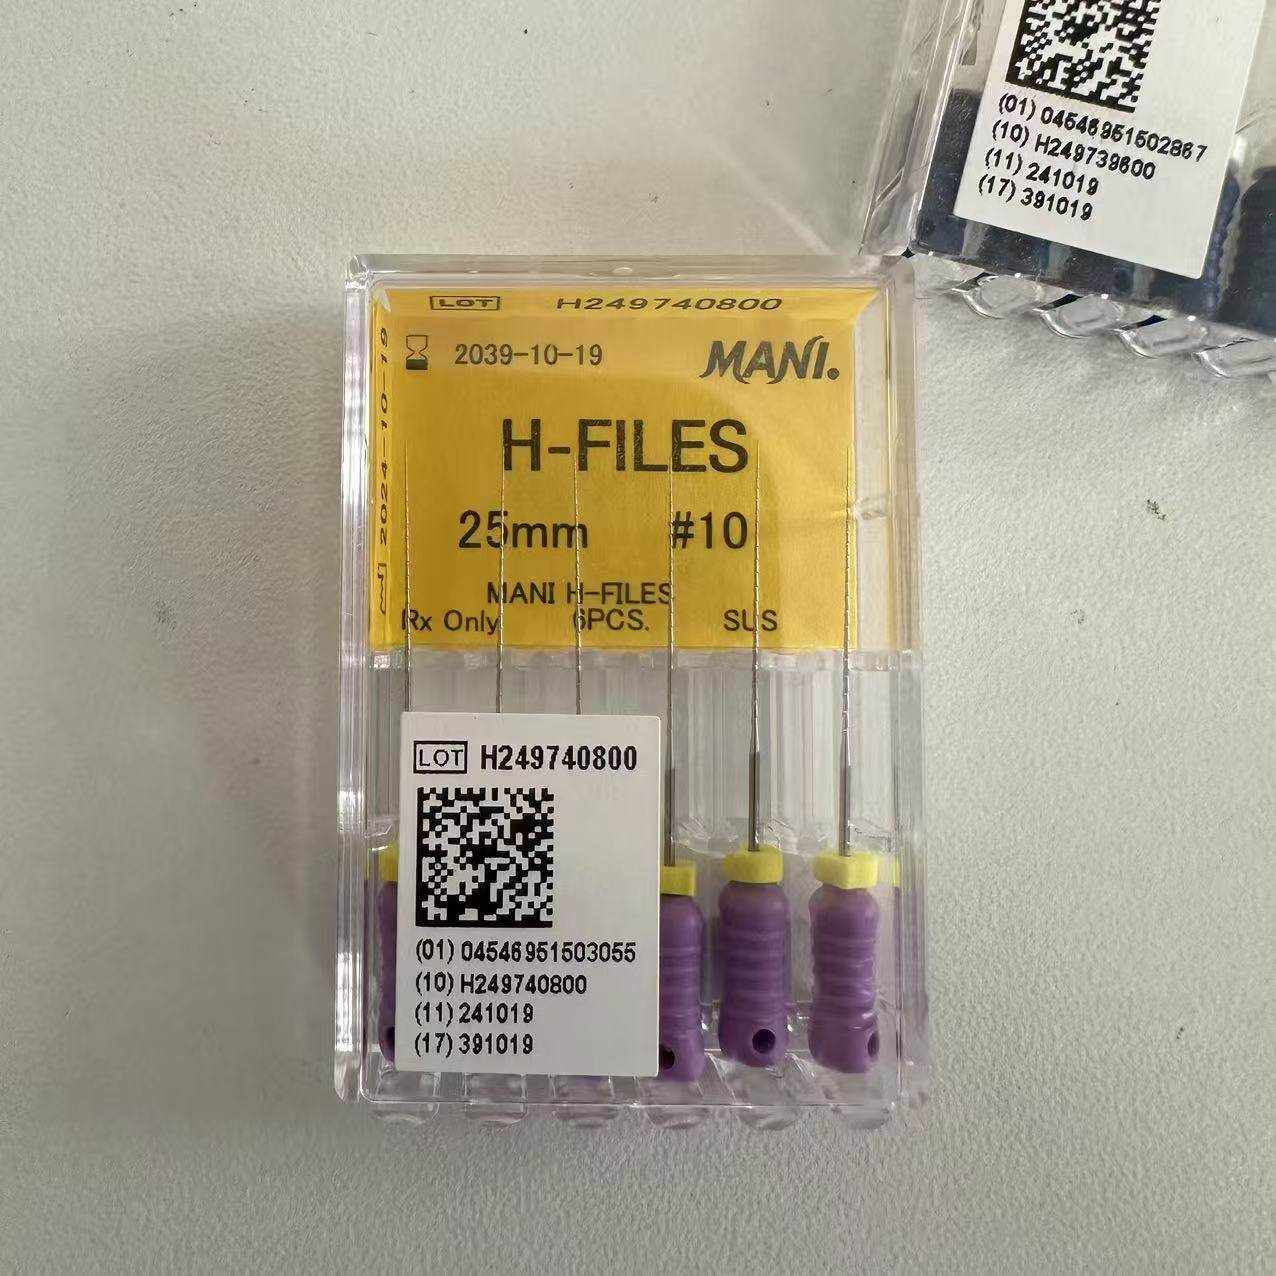 (01) 04546951502867
(10) H249739600
(11) 241019
(17) 391019
LOT H249740800
2039-10-19
MANI.
2024-10-19
H-FILES
25mm #10
MANI H-FILES
Rx Only 6PCS. SUS
LOT H249740800
(01) 04546951503055
(10) H249740800
(11) 241019
(17) 391019